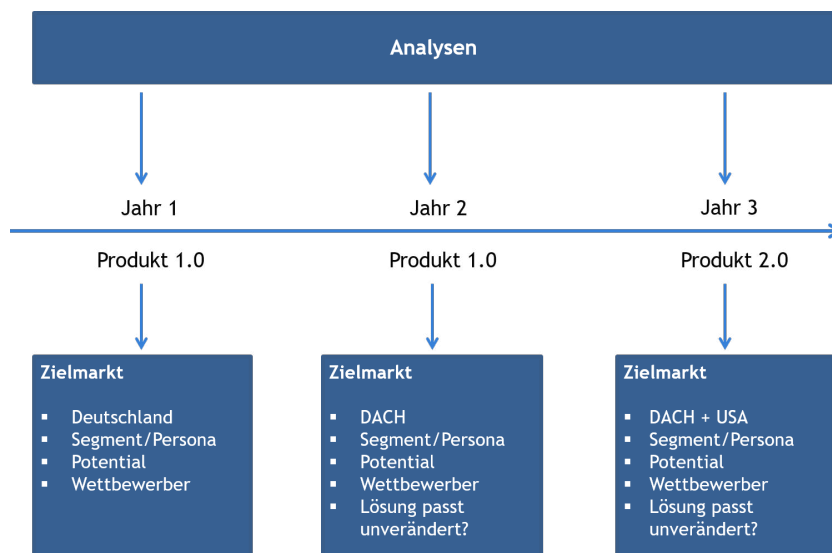 Analysen
Jahr 1
Jahr 2
Jahr 3
Produkt 1.0
Produkt 1.0
Produkt 2.0
Zielmarkt
▪ Deutschland
▪ Segment/Persona
▪ Potential
▪ Wettbewerber
Zielmarkt
▪ DACH
▪ Segment/Persona
▪ Potential
▪ Wettbewerber
▪ Lösung passt
unverändert?
Zielmarkt
▪ DACH + USA
▪ Segment/Persona
▪ Potential
▪ Wettbewerber
▪ Lösung passt
unverändert?